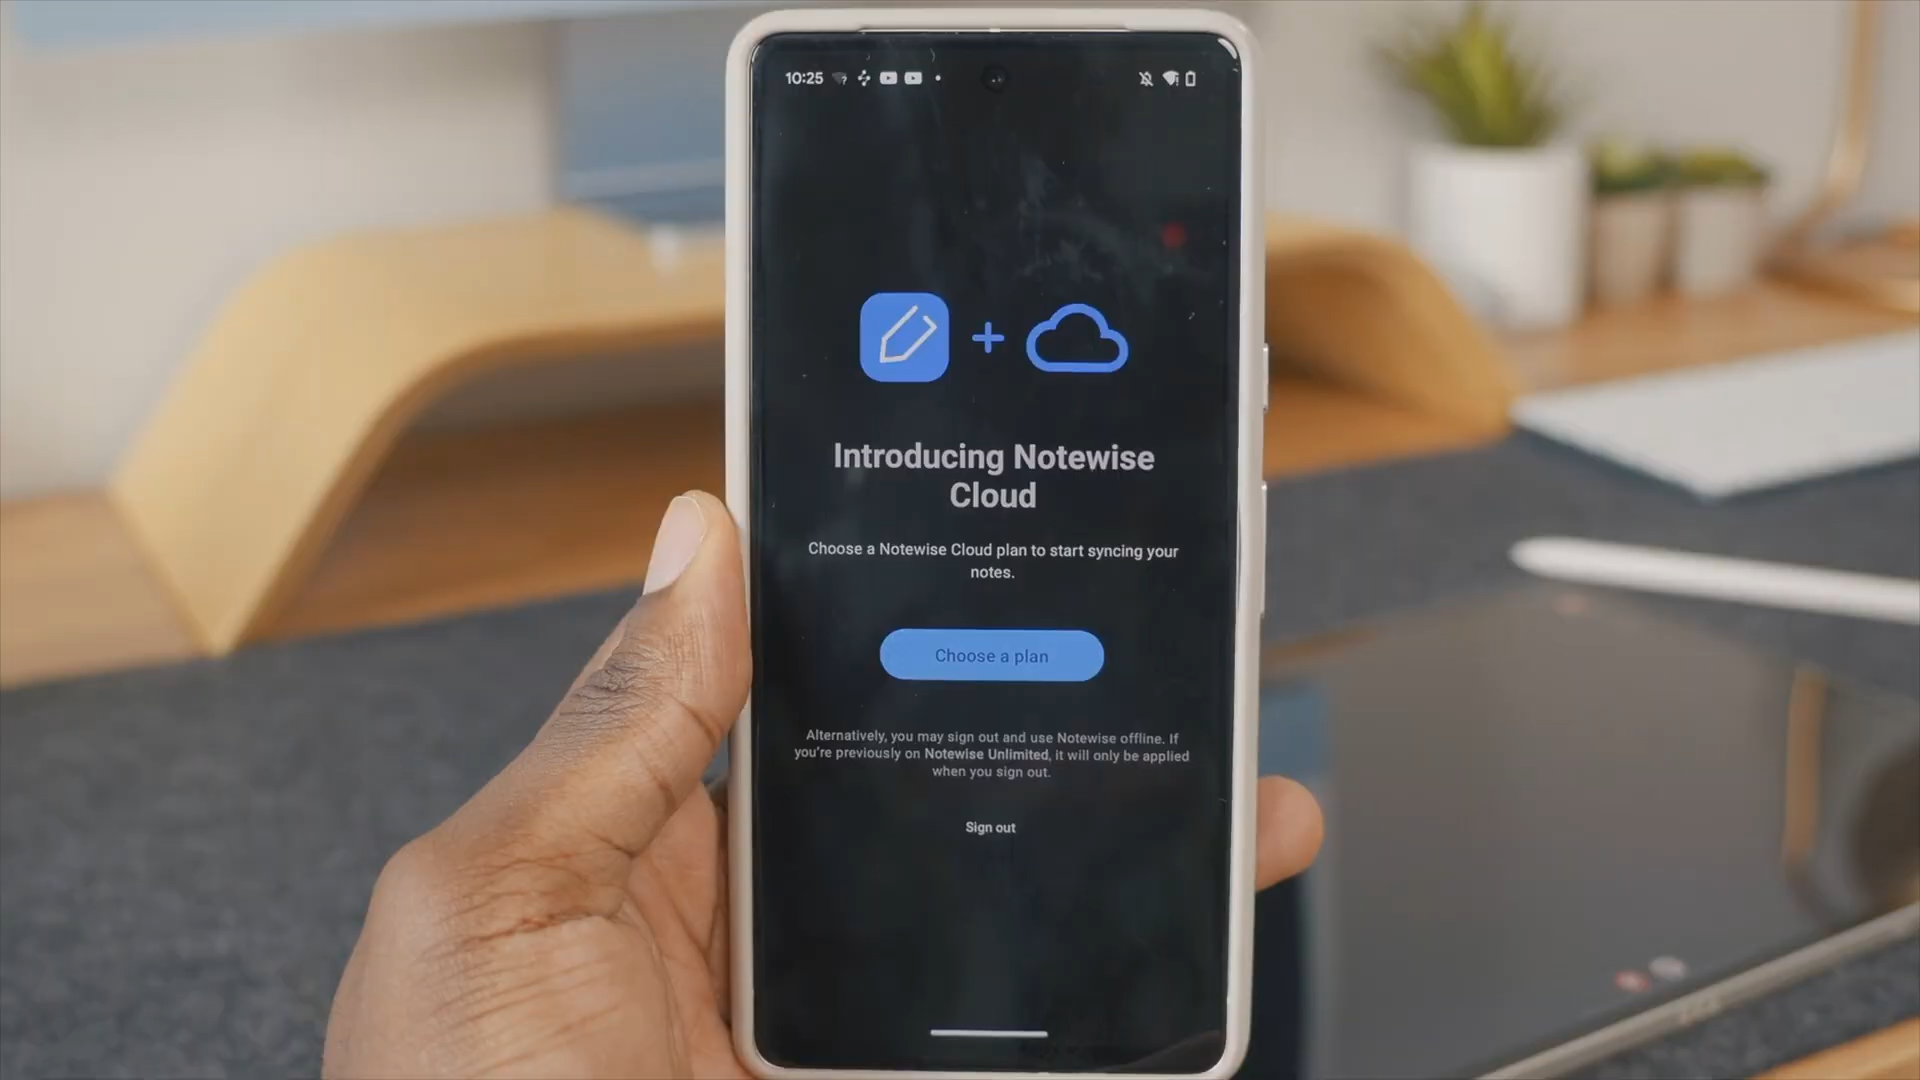 10:25
Introducing Notewise
Cloud
Choose a Notewise Cloud plan to start syncing your
notes.
Choose a plan
Alternatively, you may sign out and use Notewise offline. If
you're previously on Notewise Unlimited, it will only be applied
when you sign out.
Sign out